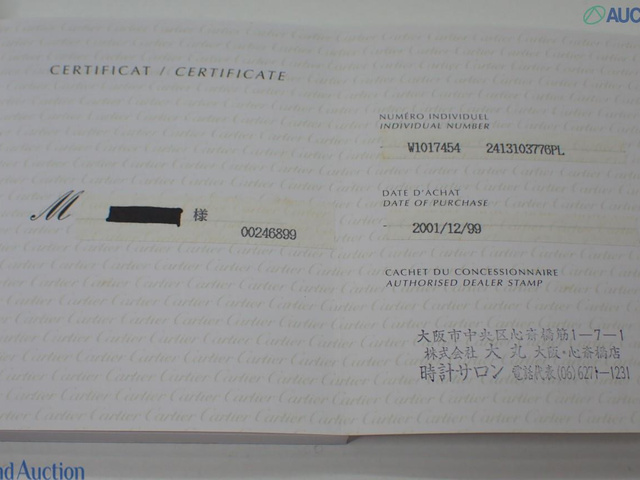 AUC
CERTIFICAT / CERTIFICATE
NUMÉRO INDIVIDUEL
INDIVIDUAL NUMBER
W1017454 2413103776PL
M 様
00246899
DATE D'ACHAT
DATE OF PURCHASE
2001/12/99
CACHET DU CONCESSIONNAIRE
AUTHORISED DEALER STAMP
大阪市中央区心斎橋筋1-7-1
株式会社 大丸 大阪・心斎橋店
時計サロン 電話代表(06)6271-1231
nd Auction